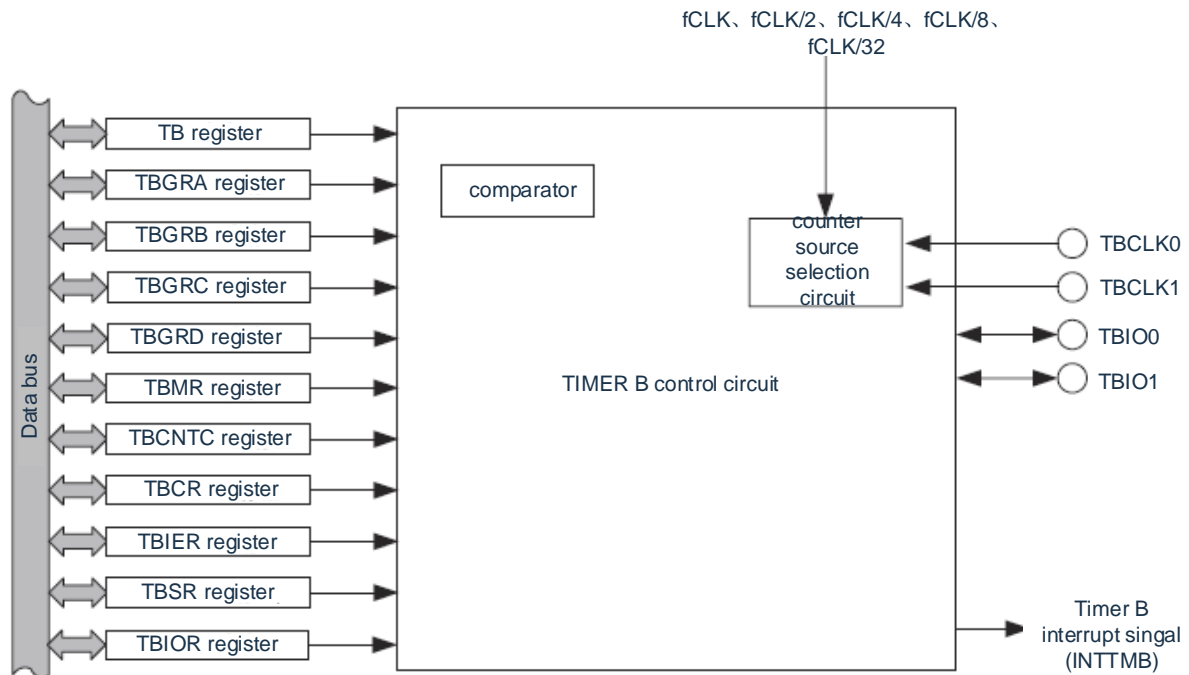 fCLK、fCLK/2、fCLK/4、fCLK/8、
fCLK/32
TB register
TBGRA register
TBGRB register
TBGRC register
TBGRD register
TBMR register
TBCNTC register
TBCR register
TBIER register
TBSR register
TBIOR register
Data bus
comparator
counter
source
selection
circuit
TIMER B control circuit
TBCLK0
TBCLK1
TBIO0
TBIO1
Timer B
interrupt singal
(INTTMB)